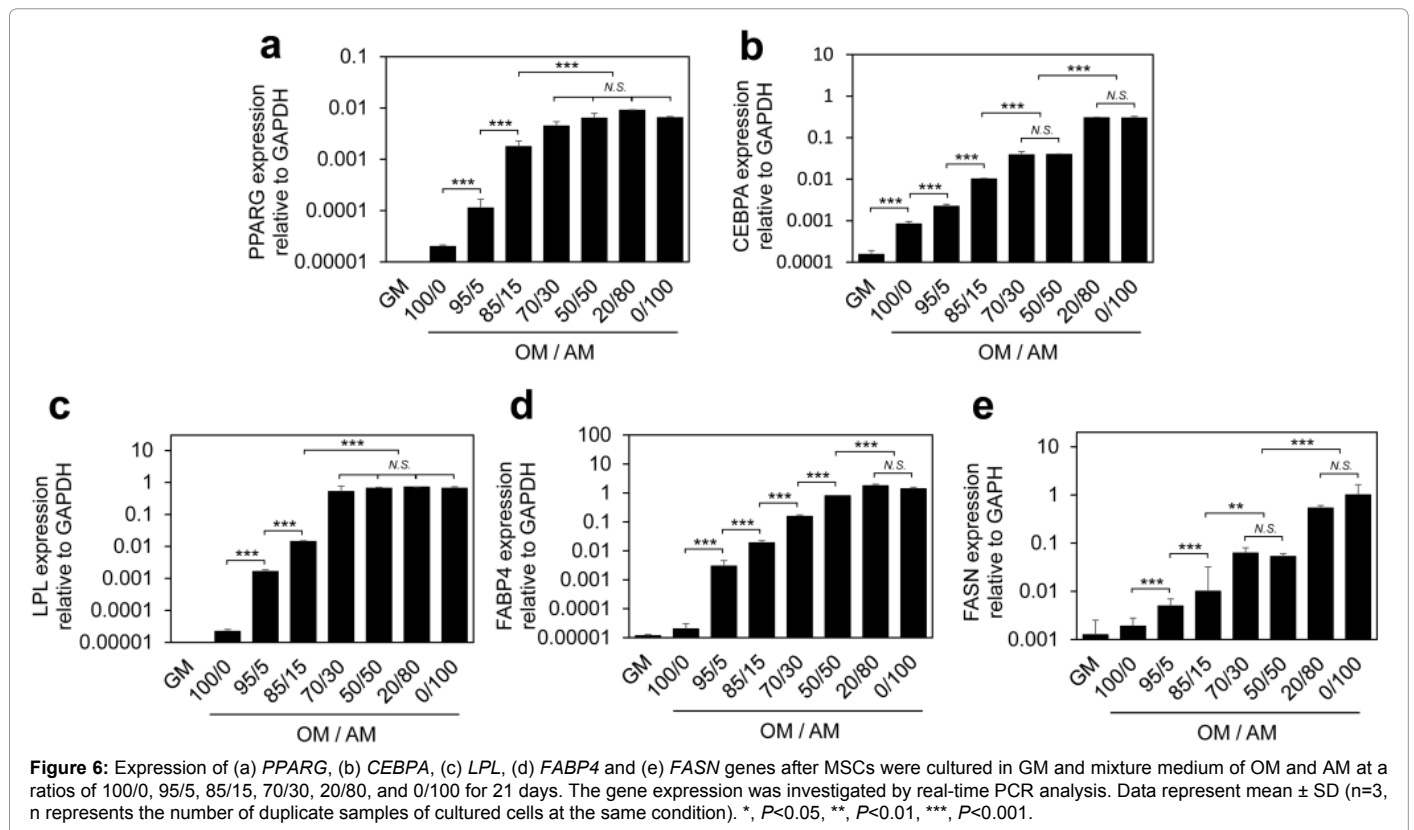 a
PPARG expression
relative to GAPDH
0.1
0.01
0.001
0.0001
0.00001
***
***
***
N.S.
GM
100/0
95/5
85/15
70/30
50/50
20/80
0/100
OM / AM
b
CEBPA expression
relative to GAPDH
10
1
0.1
0.01
0.001
0.0001
***
***
***
***
N.S.
***
N.S.
GM
100/0
95/5
85/15
70/30
50/50
20/80
0/100
OM / AM
c
LPL expression
relative to GAPDH
10
1
0.1
0.01
0.001
0.0001
0.00001
***
***
***
N.S.
GM
100/0
95/5
85/15
70/30
50/50
20/80
0/100
OM / AM
d
FABP4 expression
relative to GAPDH
100
10
1
0.1
0.01
0.001
0.0001
0.00001
***
***
***
***
***
N.S.
GM
100/0
95/5
85/15
70/30
50/50
20/80
0/100
OM / AM
e
FASN expression
relative to GAPH
10
1
0.1
0.01
0.001
***
***
**
N.S.
***
N.S.
GM
100/0
95/5
85/15
70/30
50/50
20/80
0/100
OM / AM
Figure 6: Expression of (a) PPARG, (b) CEBPA, (c) LPL, (d) FABP4 and (e) FASN genes after MSCs were cultured in GM and mixture medium of OM and AM at a
ratios of 100/0, 95/5, 85/15, 70/30, 20/80, and 0/100 for 21 days. The gene expression was investigated by real-time PCR analysis. Data represent mean ± SD (n=3,
n represents the number of duplicate samples of cultured cells at the same condition). *, P<0.05, **, P<0.01, ***, P<0.001.